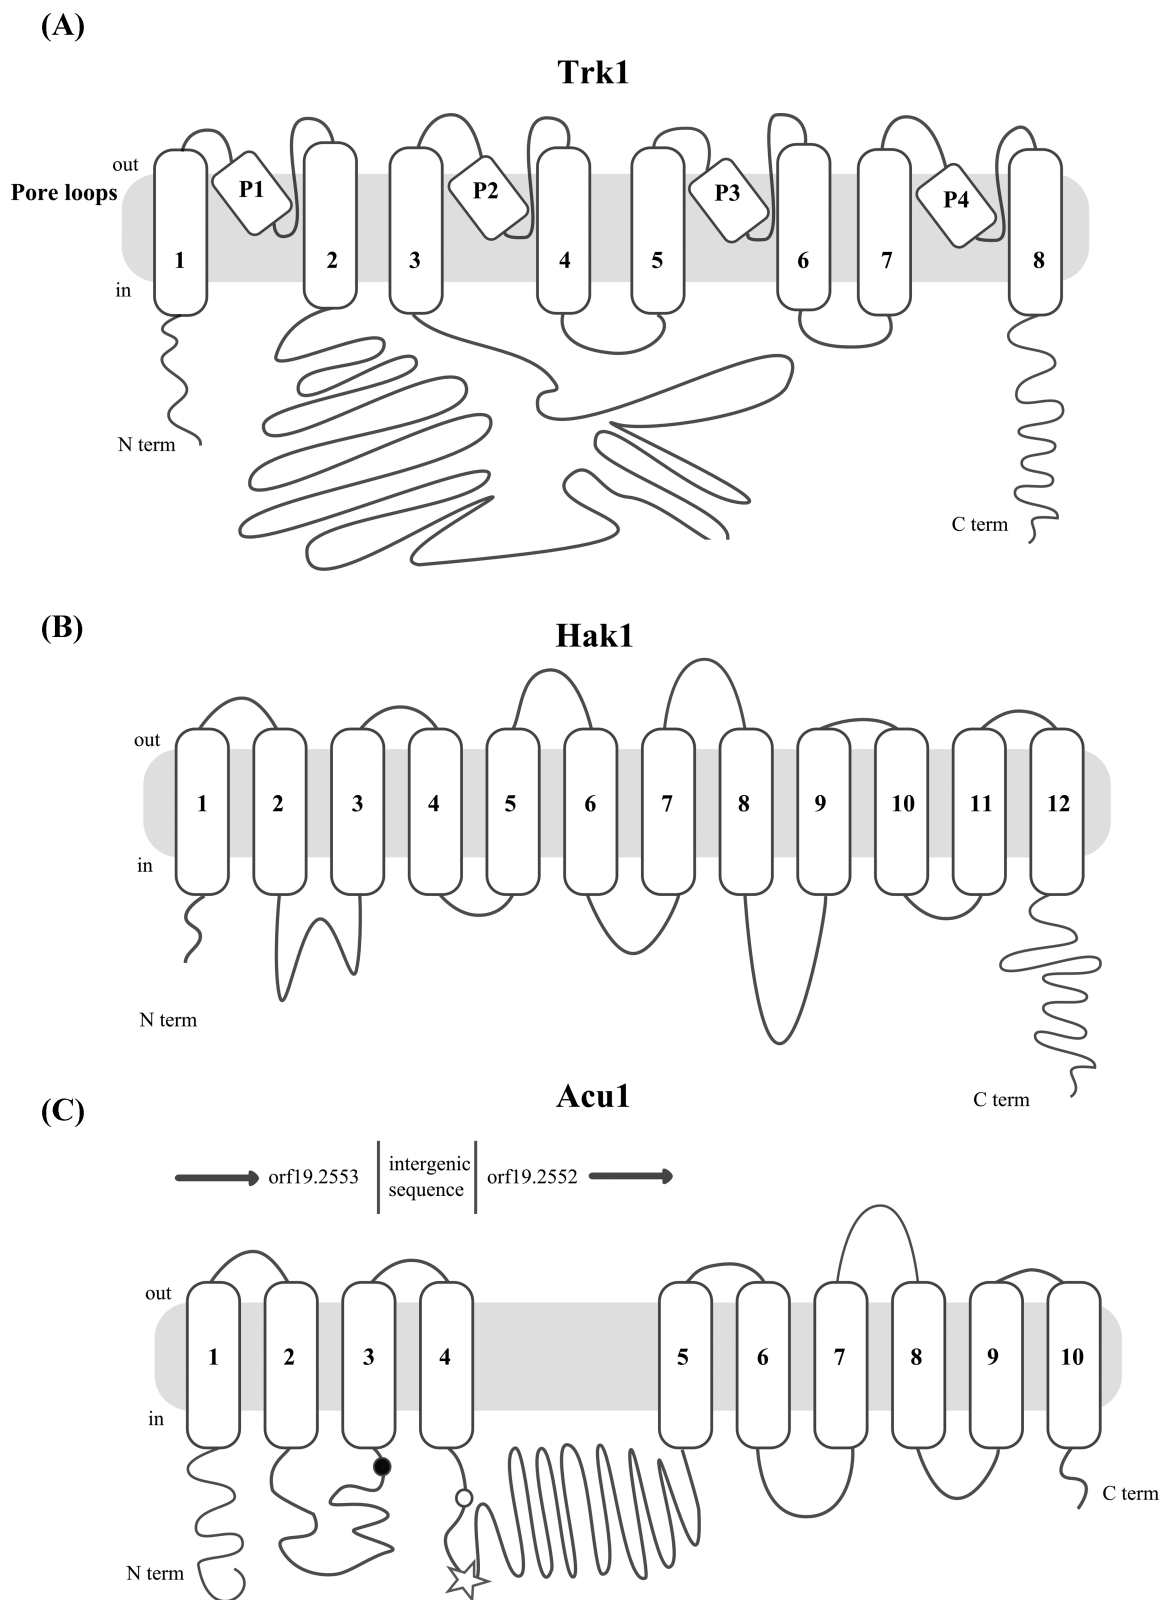 (A)
Trk1
out
Pore loops
P1
P2
P3
P4
1
2
3
4
5
6
7
8
in
N term
C term
(B)
Hak1
out
1
2
3
4
5
6
7
8
9
10
11
12
in
N term
C term
(C)
Acu1
orf19.2553
intergenic
sequence
orf19.2552
out
1
2
3
4
5
6
7
8
9
10
in
C term
N term